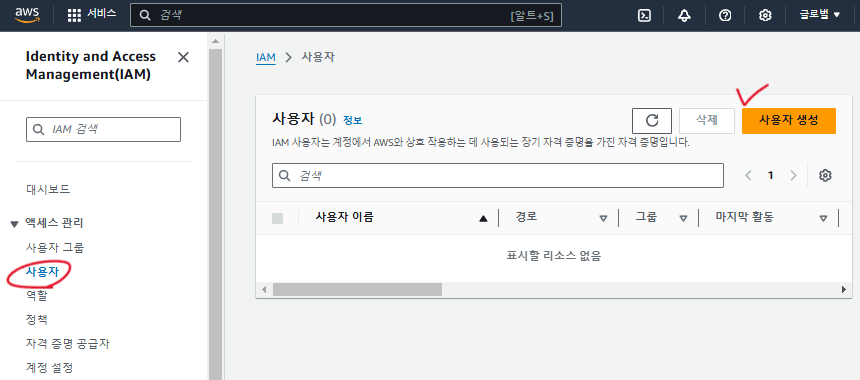 aws 서비스 검색 [알트+S] 글로벌
Identity and Access
Management(IAM)
IAM 검색
대시보드
액세스 관리
사용자 그룹
사용자
역할
정책
자격 증명 공급자
계정 설정
IAM 사용자
사용자 (0) 정보
삭제
사용자 생성
IAM 사용자는 계정에서 AWS와 상호 작용하는 데 사용되는 장기 자격 증명을 가진 자격 증명입니다.
검색
1
사용자 이름 경로 그룹 마지막 활동
표시할 리소스 없음